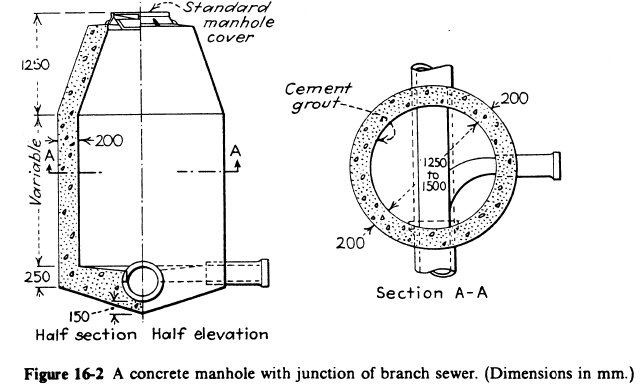 Standard
manhole
cover
1250
200
A
A
Variable
250
150
Half section Half elevation
Cement
grout
200
1250
to
1500
200
Section A-A
Figure 16-2 A concrete manhole with junction of branch sewer. (Dimensions in mm.)